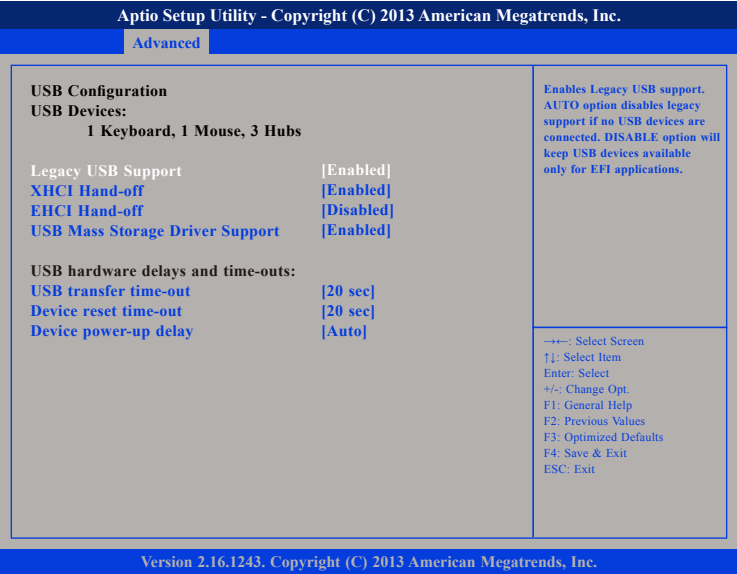 Aptio Setup Utility - Copyright (C) 2013 American Megatrends, Inc.
Advanced
USB Configuration
USB Devices:
1 Keyboard, 1 Mouse, 3 Hubs
Legacy USB Support [Enabled]
XHCI Hand-off [Enabled]
EHCI Hand-off [Disabled]
USB Mass Storage Driver Support [Enabled]
USB hardware delays and time-outs:
USB transfer time-out [20 sec]
Device reset time-out [20 sec]
Device power-up delay [Auto]
Enables Legacy USB support.
AUTO option disables legacy
support if no USB devices are
connected. DISABLE option will
keep USB devices available
only for EFI applications.
→←: Select Screen
↑↓: Select Item
Enter: Select
+/-: Change Opt.
F1: General Help
F2: Previous Values
F3: Optimized Defaults
F4: Save & Exit
ESC: Exit
Version 2.16.1243. Copyright (C) 2013 American Megatrends, Inc.